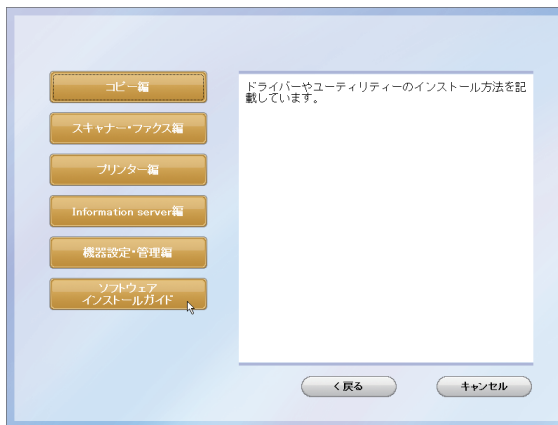 コピー編
スキャナー・ファクス編
プリンター編
Information server編
機器設定・管理編
ソフトウェア
インストールガイド
ドライバーやユーティリティーのインストール方法を記
載しています。
< 戻る
キャンセル